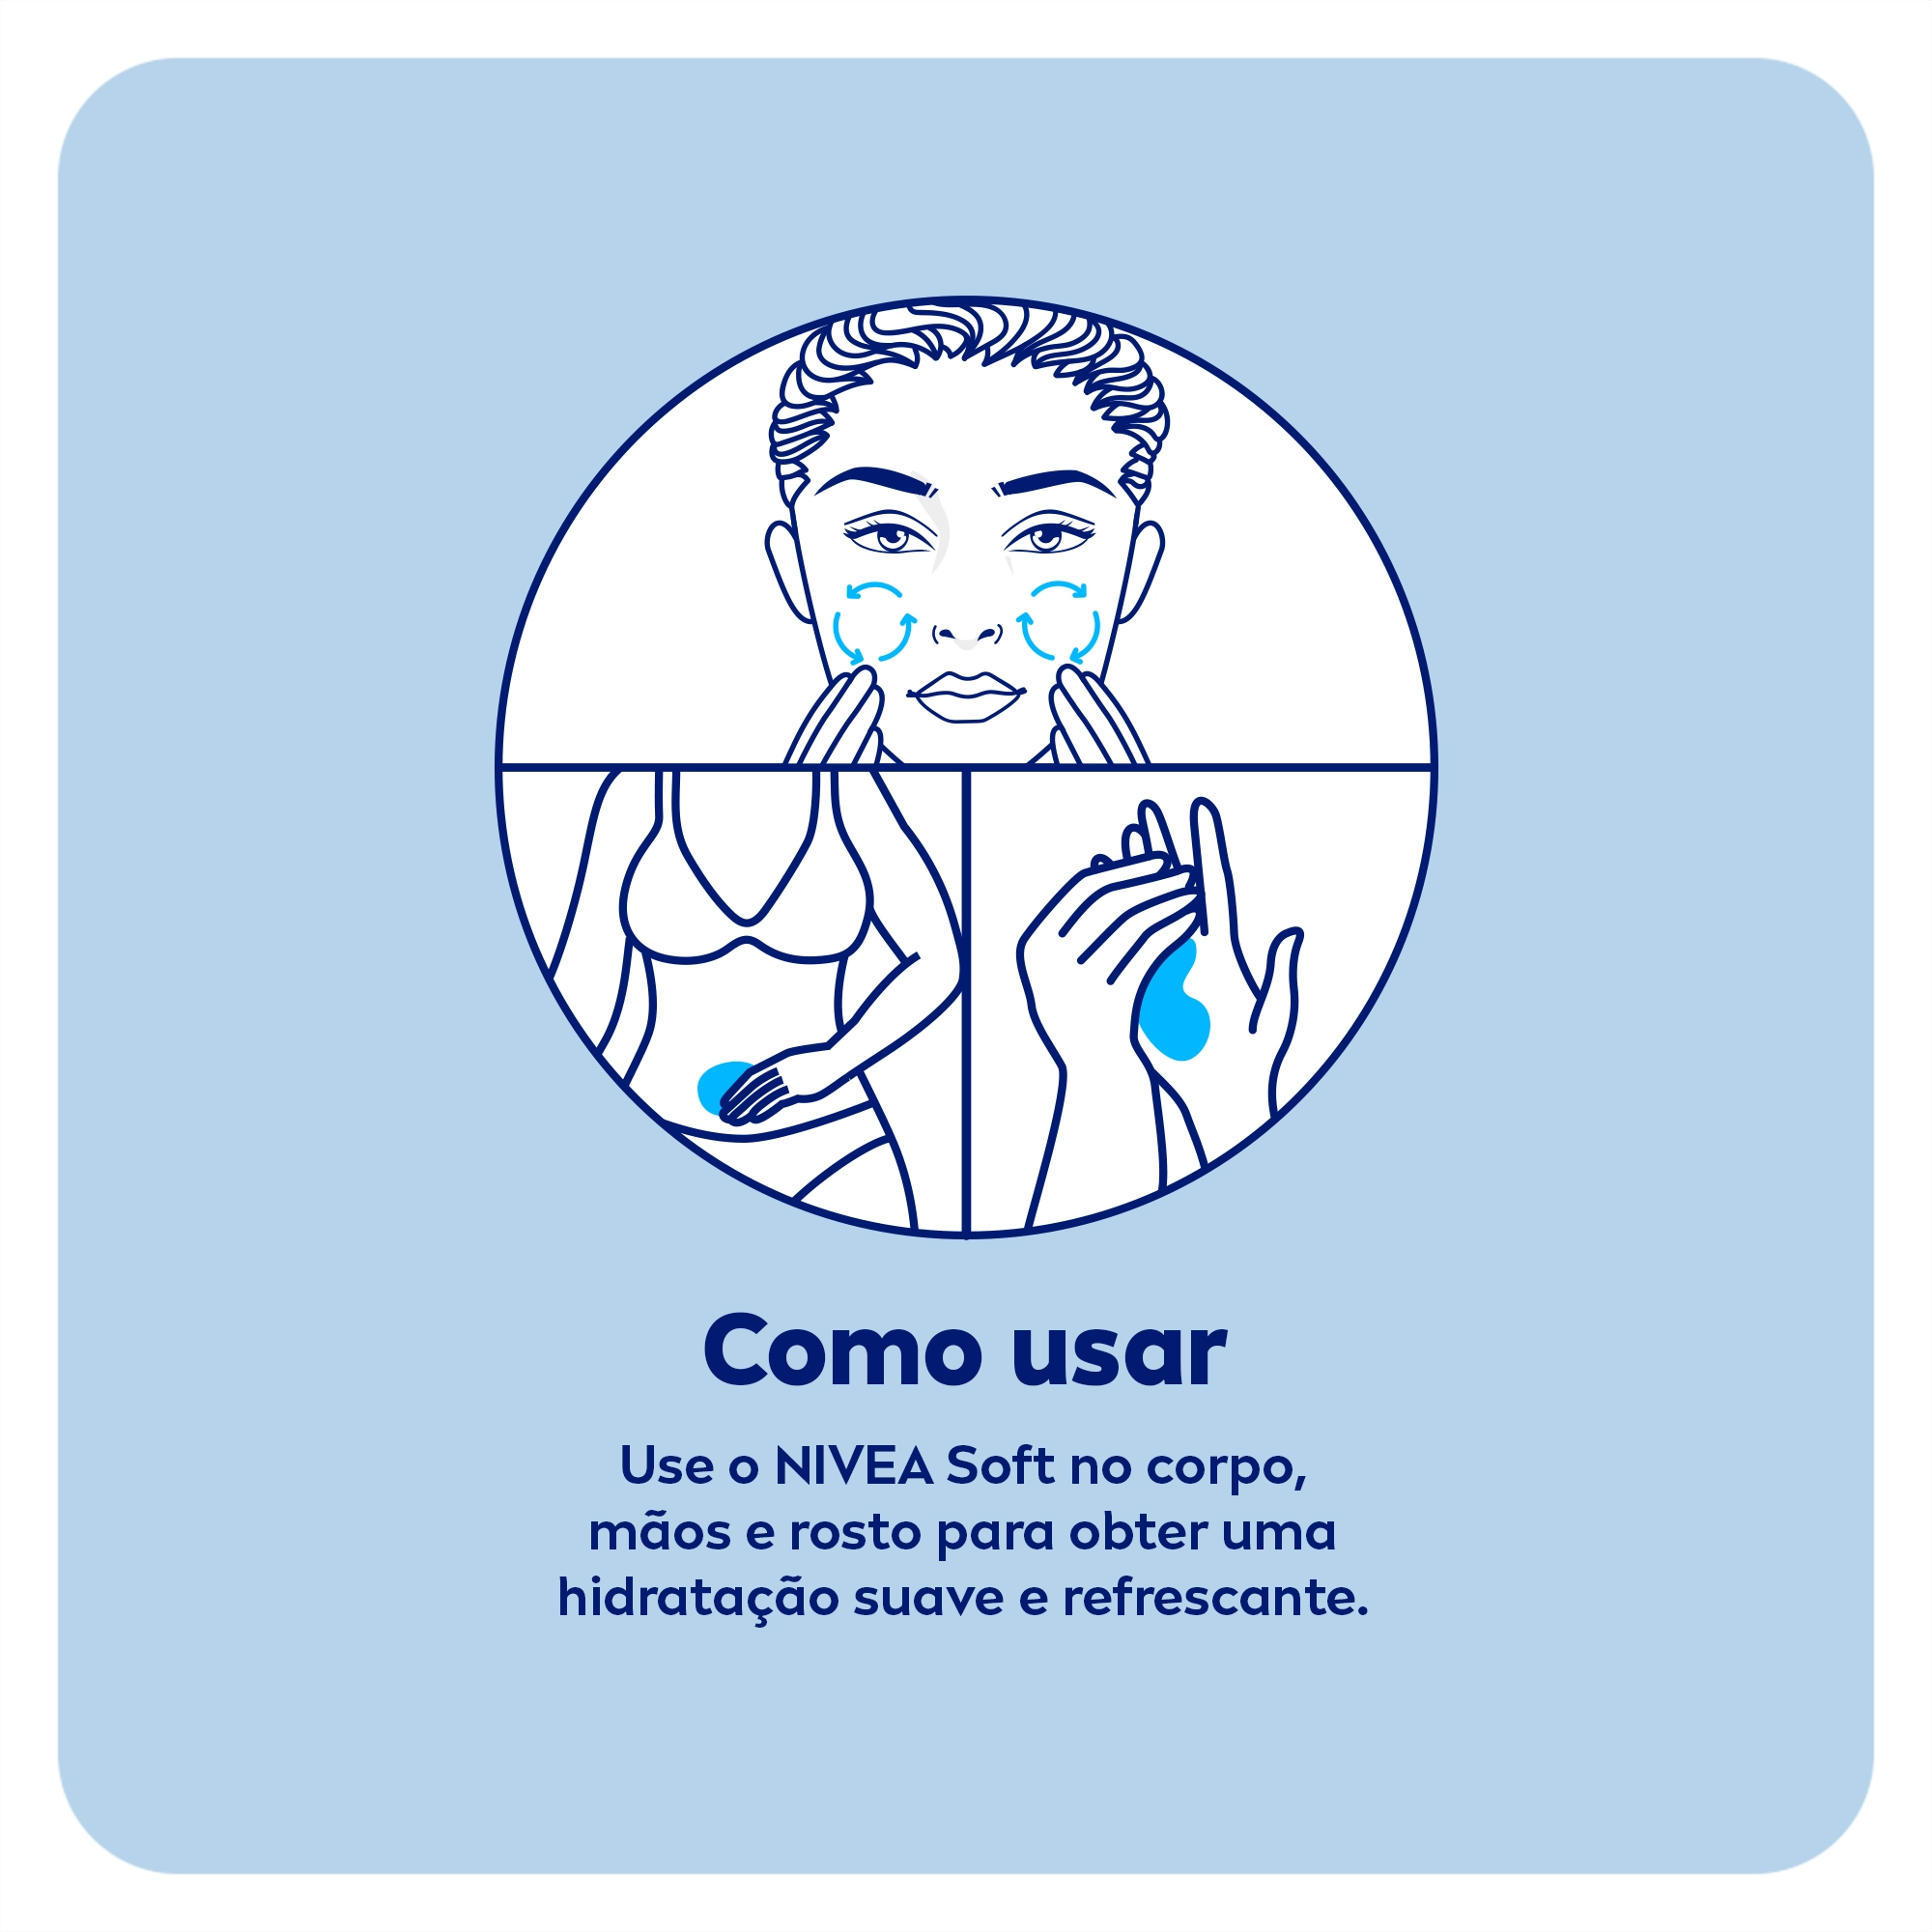 Como usar
Use o NIVEA Soft no corpo,
mãos e rosto para obter uma
hidratação suave e refrescante.